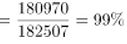 = 180970/182507 = 99%